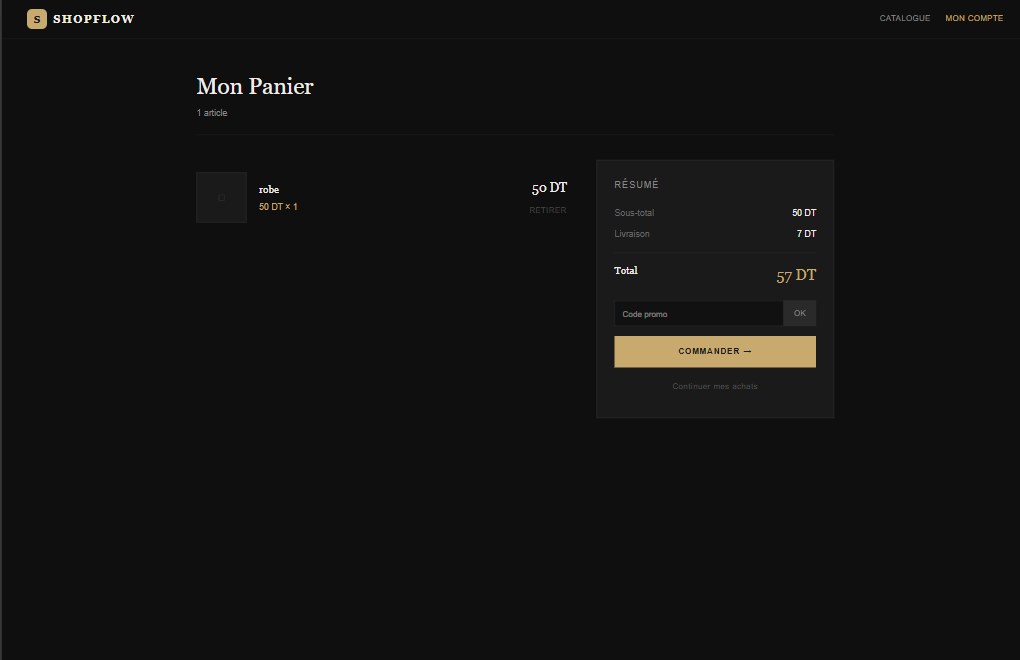 S SHOPFLOW
CATALOGUE MON COMPTE
Mon Panier
1 article
robe
50 DT × 1
50 DT
RETIRER
RÉSUMÉ
Sous-total 50 DT
Livraison 7 DT
Total 57 DT
Code promo OK
COMMANDER →
Continuer mes achats